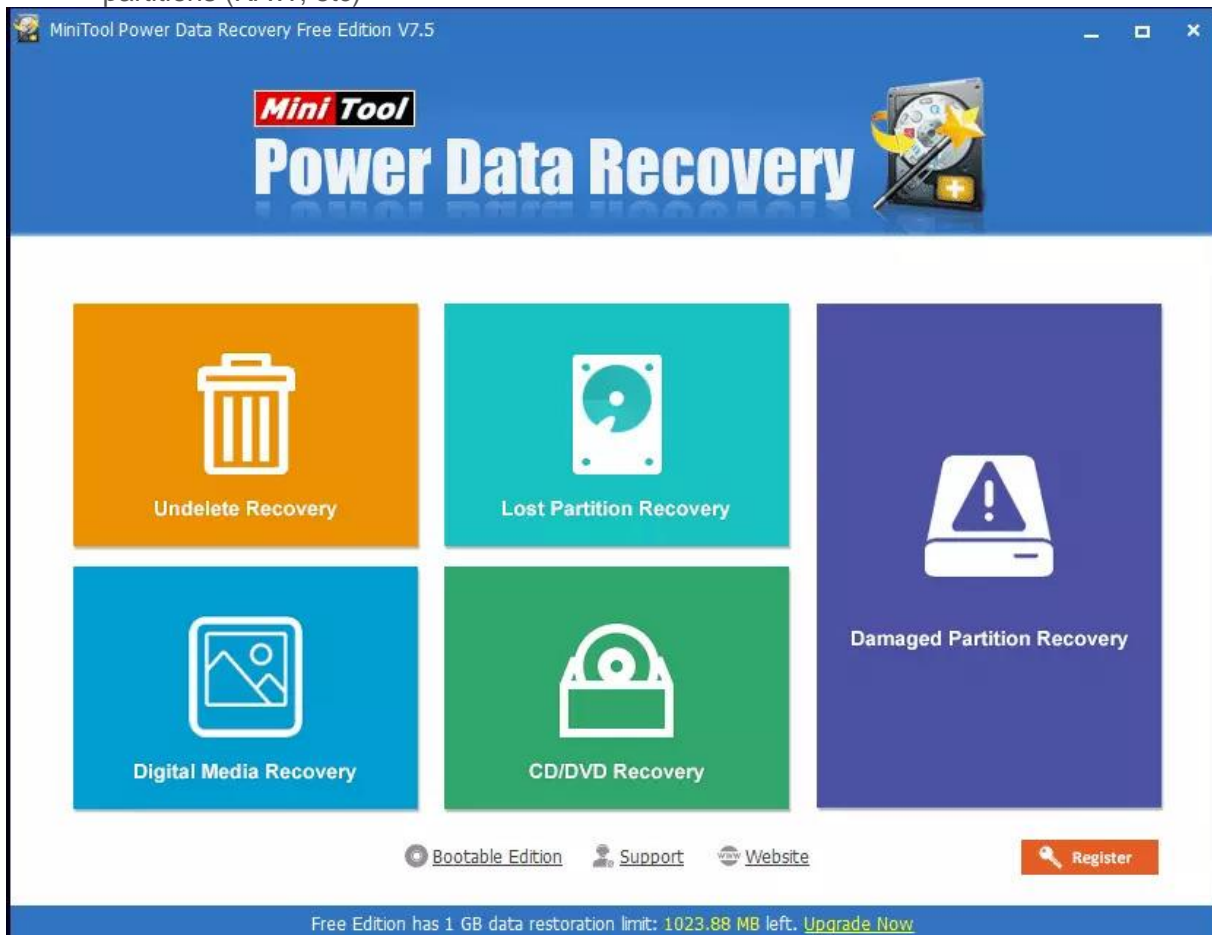 MiniTool Power Data Recovery Free Edition V7.5
Mini Tool
Power Data Recovery
Undelete Recovery
Lost Partition Recovery
Damaged Partition Recovery
Digital Media Recovery
CD/DVD Recovery
Bootable Edition Support www Website
Register
Free Edition has 1 GB data restoration limit: 1023.88 MB left. Upgrade Now